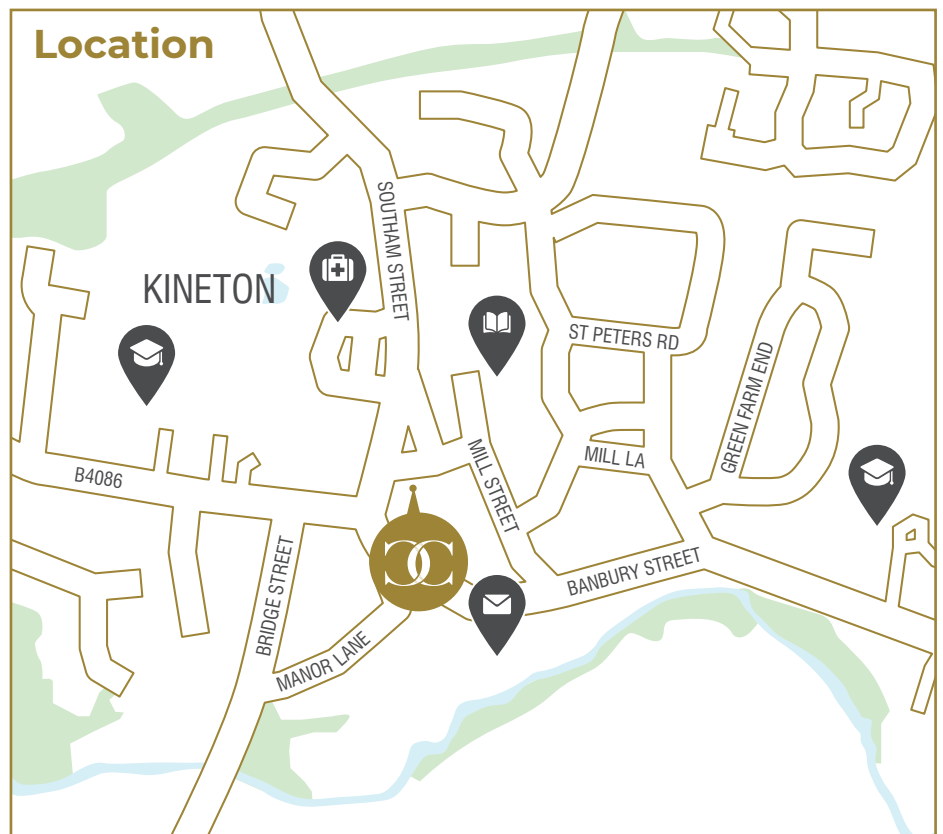 Location
SOUTHAM STREET
KINETON
ST PETERS RD
GREEN FARM END
MILL STREET
MILL LA
B4086
BRIDGE STREET
BANBURY STREET
MANOR LANE
CC